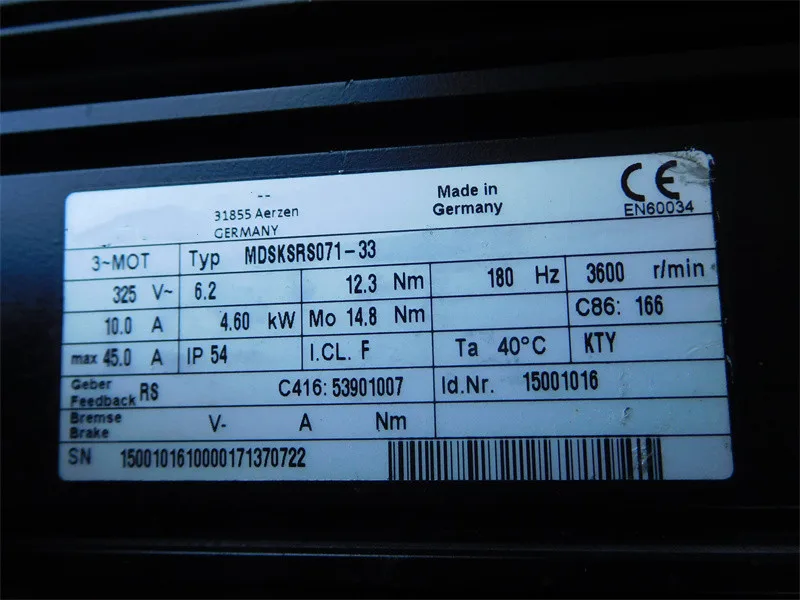 31855 Aerzen
GERMANY
Made in
Germany
CE
EN60034
3~MOT Typ MDSKSRS071-33
325 V~ 6.2 12.3 Nm 180 Hz 3600 r/min
10.0 A 4.60 kW Mo 14.8 Nm C86: 166
max 45.0 A IP 54 I.CL. F Ta 40°C KTY
Geber
Feedback RS C416: 53901007 Id.Nr. 15001016
Bremse
Brake V- A Nm
SN 1500101610000171370722